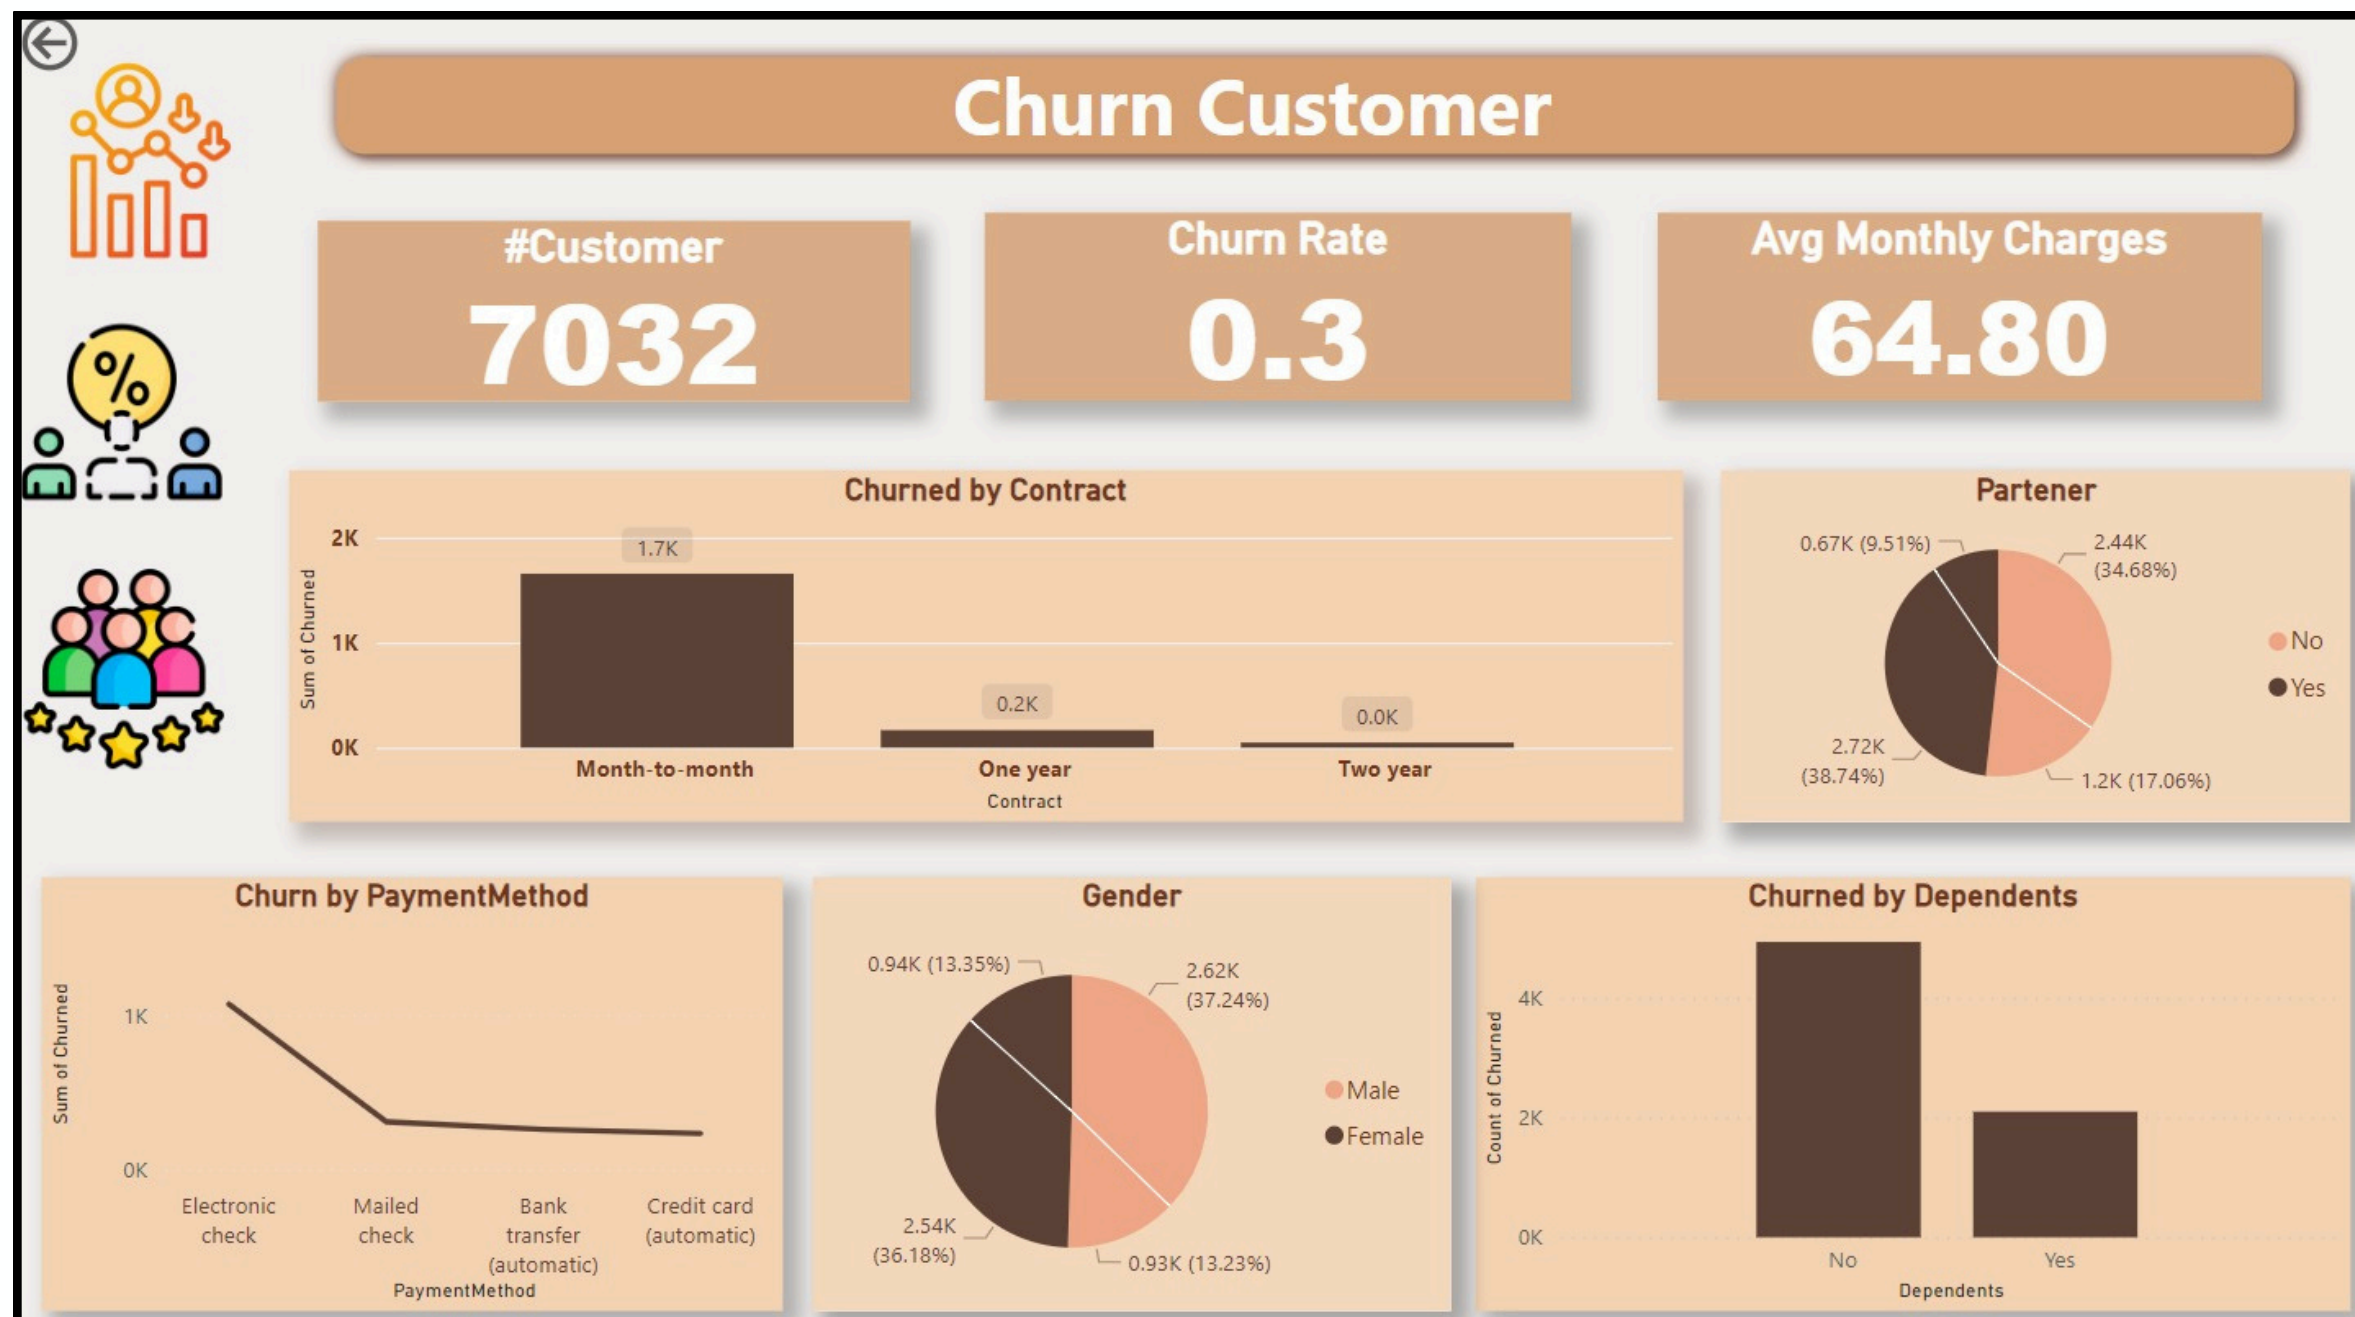 Churn Customer
#Customer
7032
Churn Rate
0.3
Avg Monthly Charges
64.80
%
Churned by Contract
Sum of Churned
2K
1K
0K
1.7K
0.2K
0.0K
Month-to-month
One year
Two year
Contract
Partener
0.67K (9.51%)
2.44K
(34.68%)
2.72K
(38.74%)
1.2K (17.06%)
No
Yes
Churn by PaymentMethod
Sum of Churned
1K
0K
Electronic
check
Mailed
check
Bank
transfer
(automatic)
Credit card
(automatic)
PaymentMethod
Gender
0.94K (13.35%)
2.62K
(37.24%)
2.54K
(36.18%)
0.93K (13.23%)
Male
Female
Churned by Dependents
Count of Churned
4K
2K
0K
No
Yes
Dependents